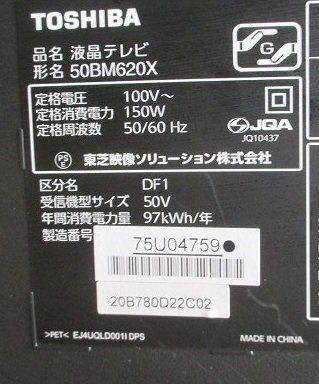 TOSHIBA
品名 液晶テレビ
形名 50BM620X
G
定格電圧 100V～
定格消費電力 150W
定格周波数 50/60 Hz
JQA
JQ10437
PS
E
東芝映像ソリューション株式会社
区分名 DF1
受信機型サイズ 50V
年間消費電力量 97kWh/年
製造番号
75U04759●
20B780D22C02
>PET< EJ4UQLD001I DPS
MADE IN CHINA